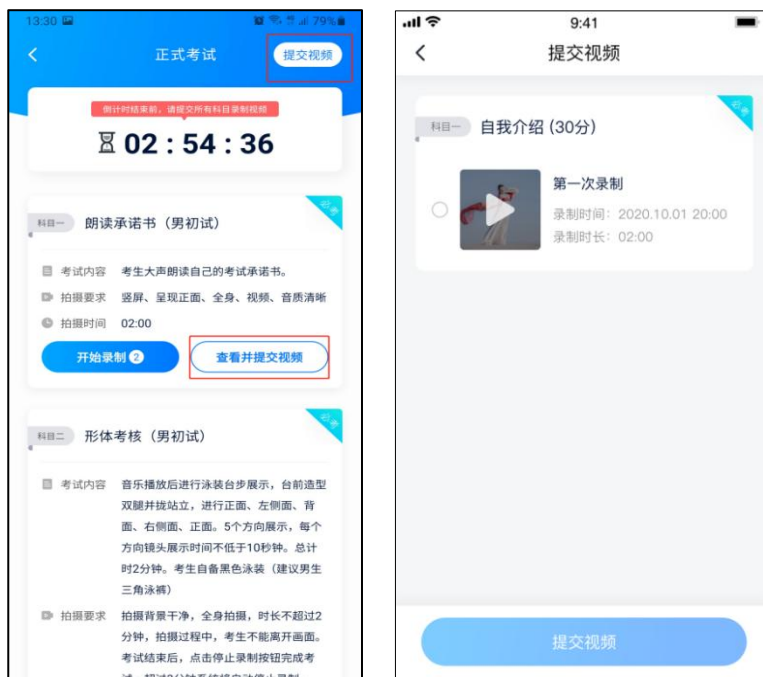 13:30
79%
正式考试
提交视频
倒计时结束前，请提交所有科目录制视频
02 : 54 : 36
必考
科目一
朗读承诺书（男初试）
考试内容 考生大声朗读自己的考试承诺书。
拍摄要求 竖屏、呈现正面、全身、视频、音质清晰
拍摄时间 02:00
开始录制 2
查看并提交视频
必考
科目二
形体考核（男初试）
考试内容 音乐播放后进行泳装台步展示，台前造型
双腿并拢站立，进行正面、左侧面、背
面、右侧面、正面。5个方向展示，每个
方向镜头展示时间不低于10秒钟。总计
时2分钟。考生自备黑色泳装（建议男生
三角泳裤）
拍摄要求 拍摄背景干净，全身拍摄，时长不超过2
分钟，拍摄过程中，考生不能离开画面。
考试结束后，点击停止录制按钮完成考
试，超过2分钟系统将自动停止录制
9:41
提交视频
必考
科目一
自我介绍 (30分)
第一次录制
录制时间：2020.10.01 20:00
录制时长：02:00
提交视频